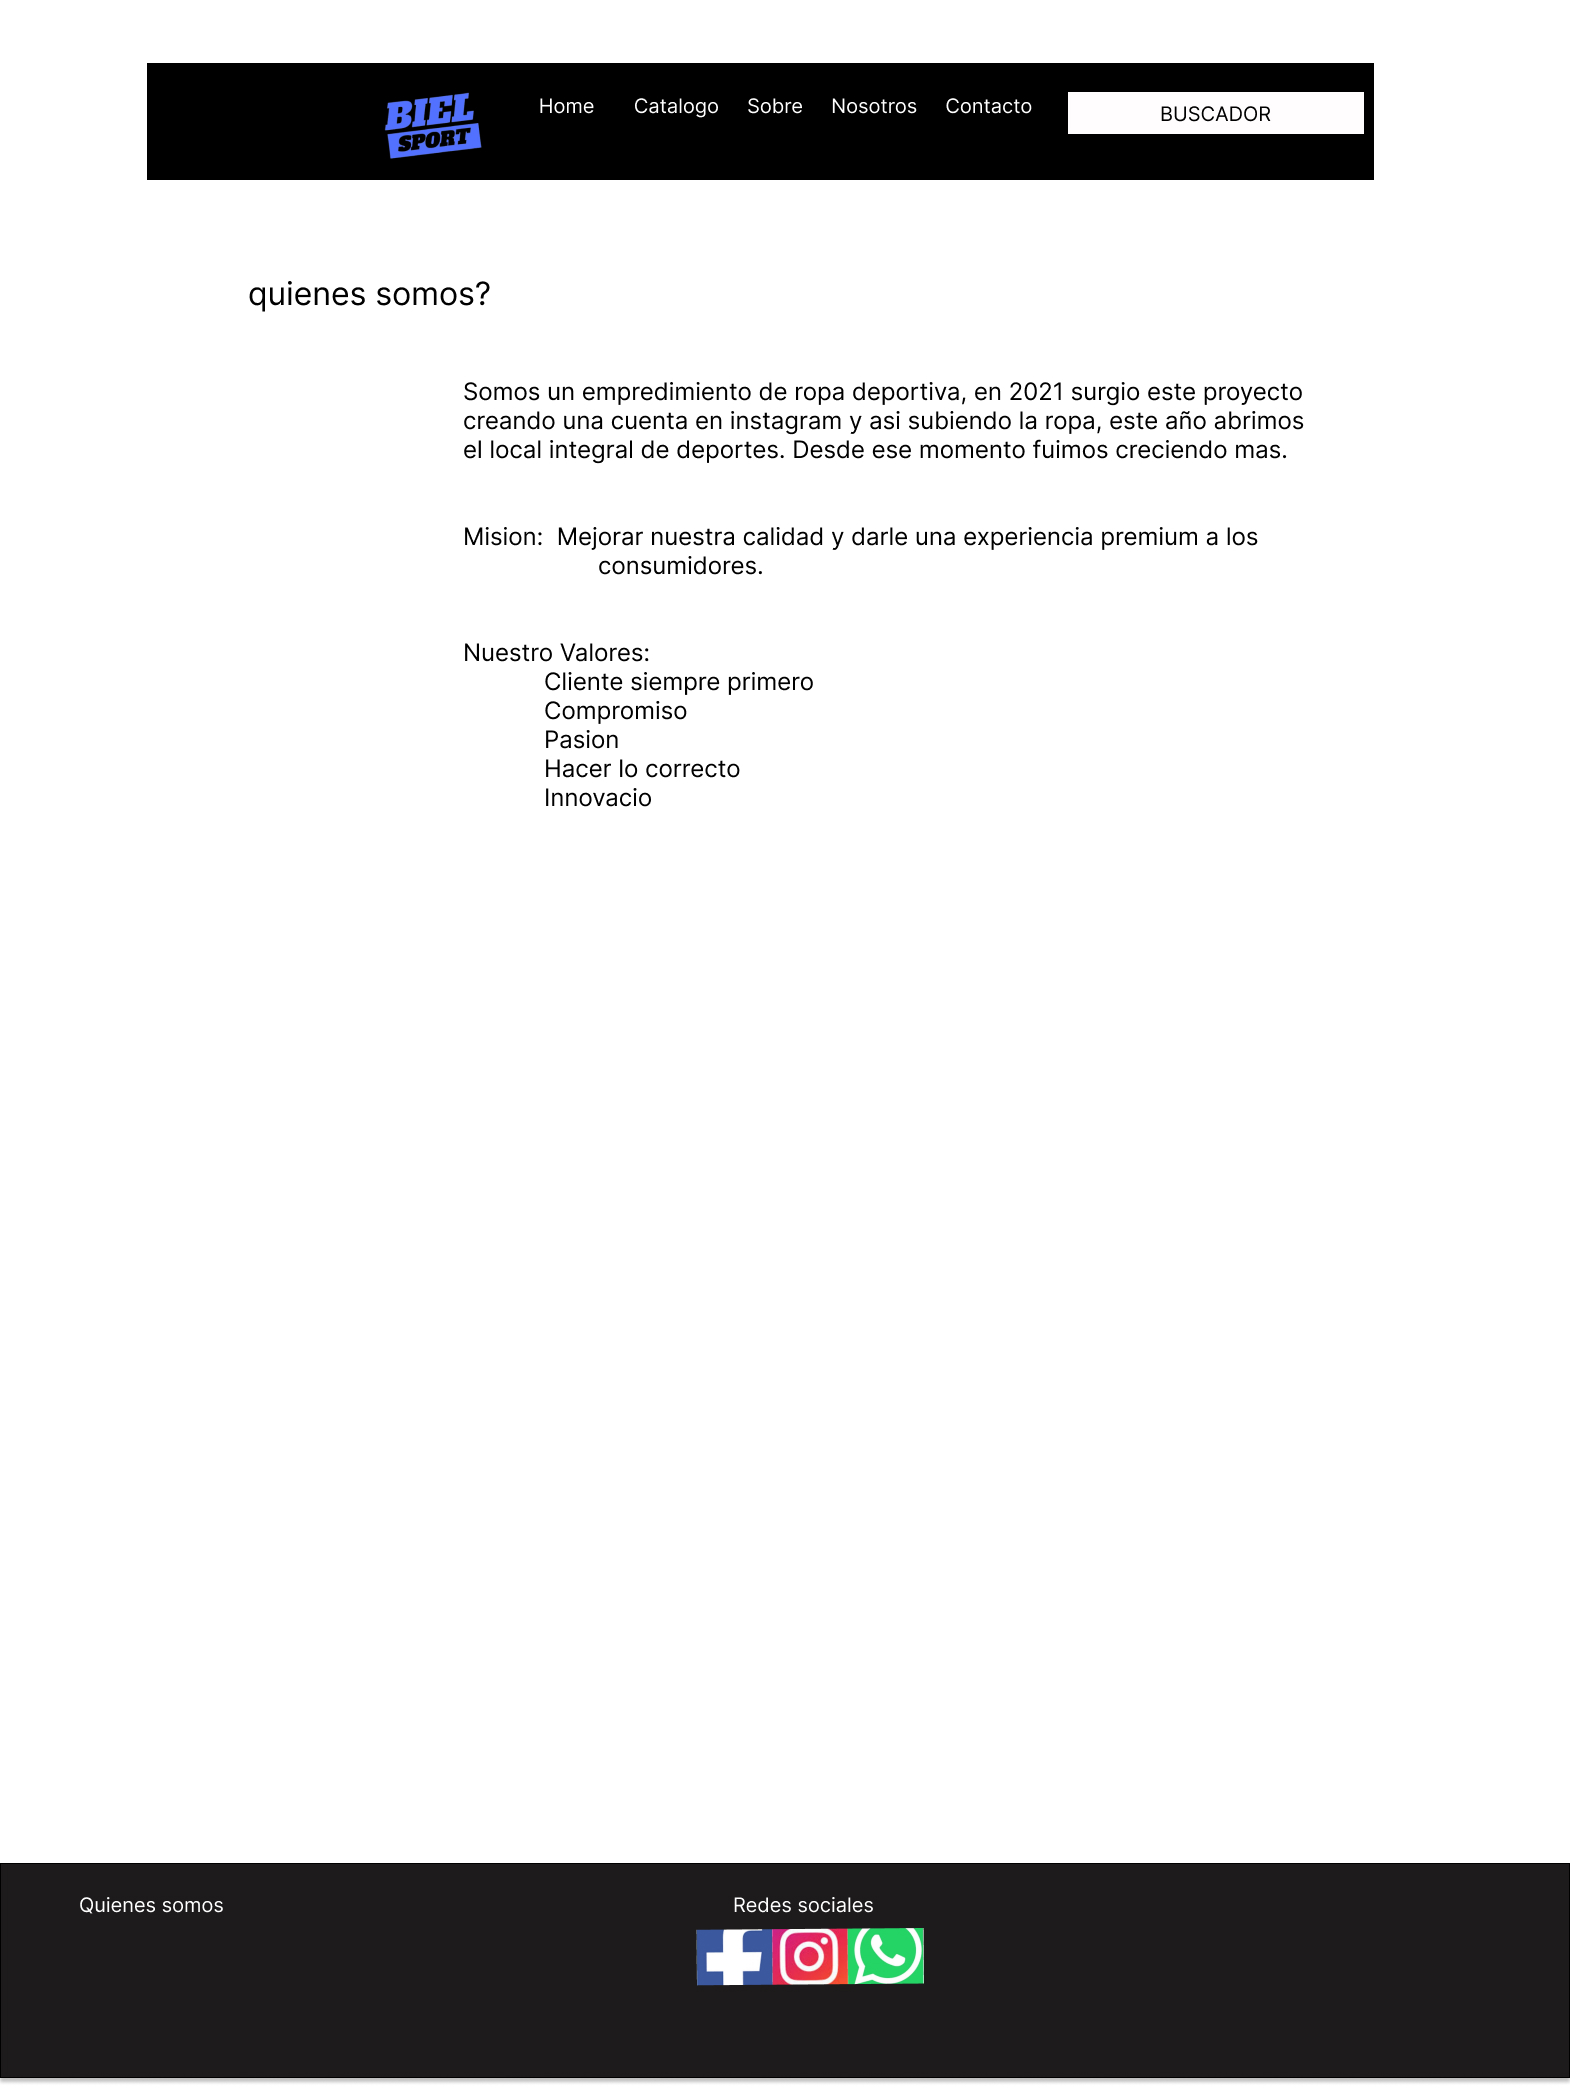 BIEL
SPORT
Home Catalogo Sobre Nosotros Contacto
BUSCADOR
quienes somos?
Somos un empredimiento de ropa deportiva, en 2021 surgio este proyecto
creando una cuenta en instagram y asi subiendo la ropa, este año abrimos
el local integral de deportes. Desde ese momento fuimos creciendo mas.
Mision: Mejorar nuestra calidad y darle una experiencia premium a los
consumidores.
Nuestro Valores:
Cliente siempre primero
Compromiso
Pasion
Hacer lo correcto
Innovacio
Quienes somos
Redes sociales